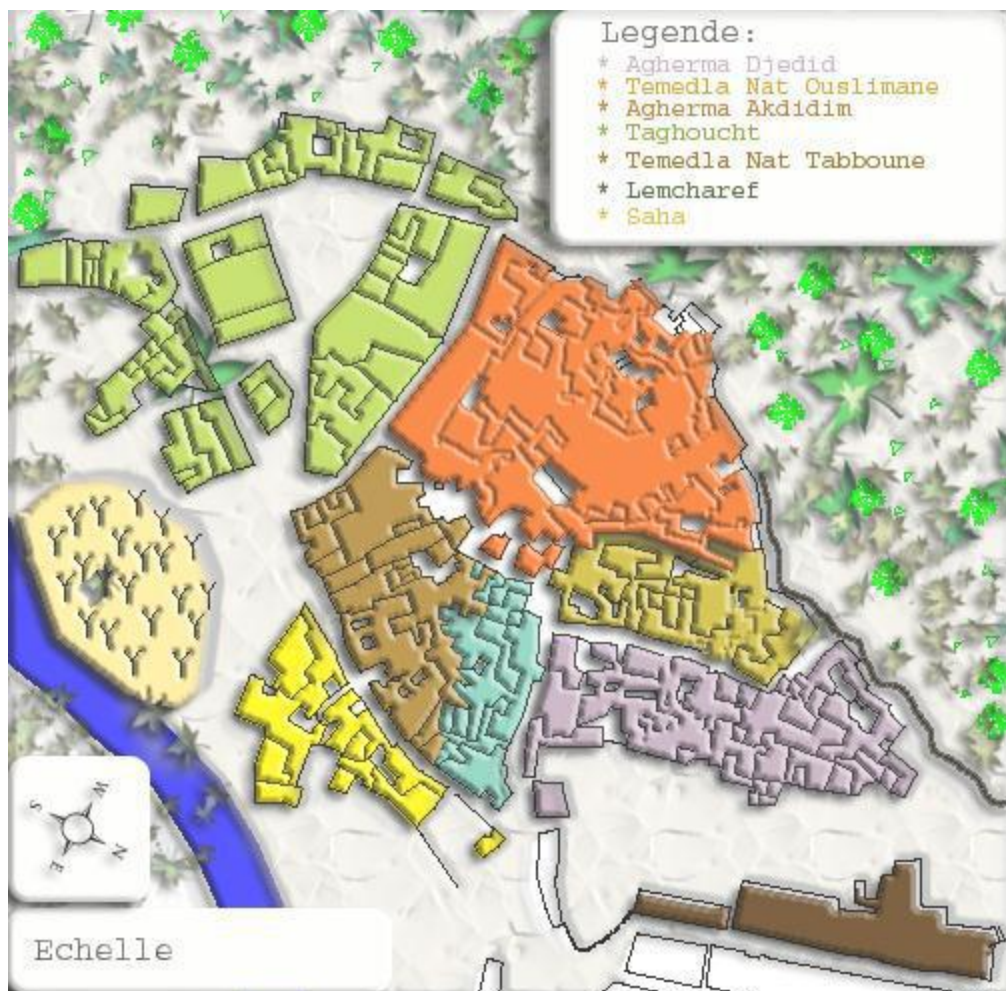 Legende:
* Agherma Djedid
* Temedla Nat Ouslimane
* Agherma Akdidim
* Taghoucht
* Temedla Nat Tabboune
* Lemcharef
* Saha
W
S
N
E
Echelle